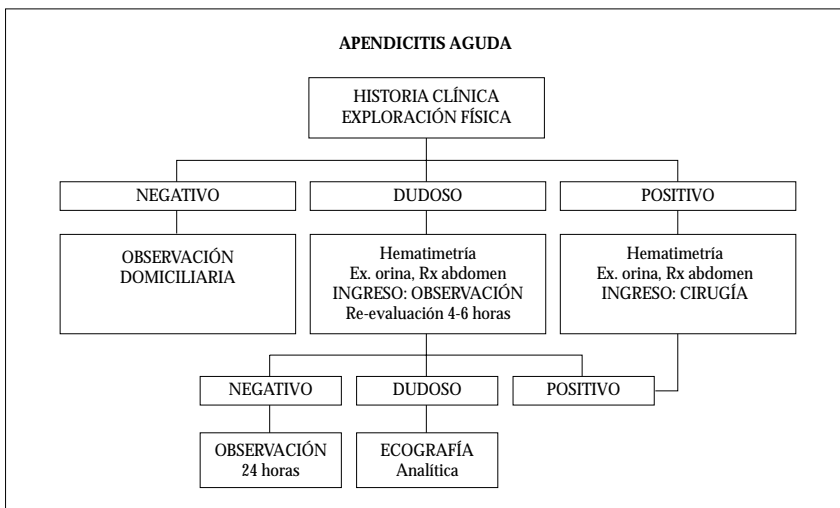 APENDICITIS AGUDA
HISTORIA CLÍNICA
EXPLORACIÓN FÍSICA
NEGATIVO
DUDOSO
POSITIVO
OBSERVACIÓN
DOMICILIARIA
Hematimetría
Ex. orina, Rx abdomen
INGRESO: OBSERVACIÓN
Re-evaluación 4-6 horas
Hematimetría
Ex. orina, Rx abdomen
INGRESO: CIRUGÍA
NEGATIVO
DUDOSO
POSITIVO
OBSERVACIÓN
24 horas
ECOGRAFÍA
Analítica